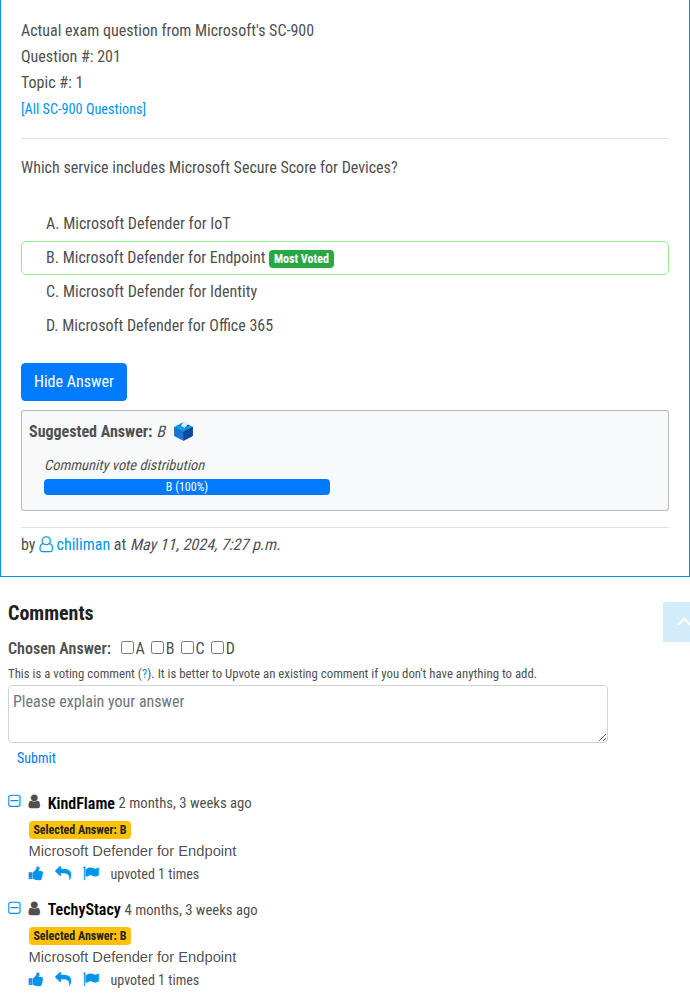 Actual exam question from Microsoft's SC-900
Question #: 201
Topic #: 1
[All SC-900 Questions]
Which service includes Microsoft Secure Score for Devices?
A. Microsoft Defender for IoT
B. Microsoft Defender for Endpoint Most Voted
C. Microsoft Defender for Identity
D. Microsoft Defender for Office 365
Hide Answer
Suggested Answer: B
Community vote distribution
B (100%)
by chiliman at May 11, 2024, 7:27 p.m.
Comments
Chosen Answer: A B C D
This is a voting comment (?). It is better to Upvote an existing comment if you don't have anything to add.
Please explain your answer
Submit
KindFlame 2 months, 3 weeks ago
Selected Answer: B
Microsoft Defender for Endpoint
upvoted 1 times
TechyStacy 4 months, 3 weeks ago
Selected Answer: B
Microsoft Defender for Endpoint
upvoted 1 times